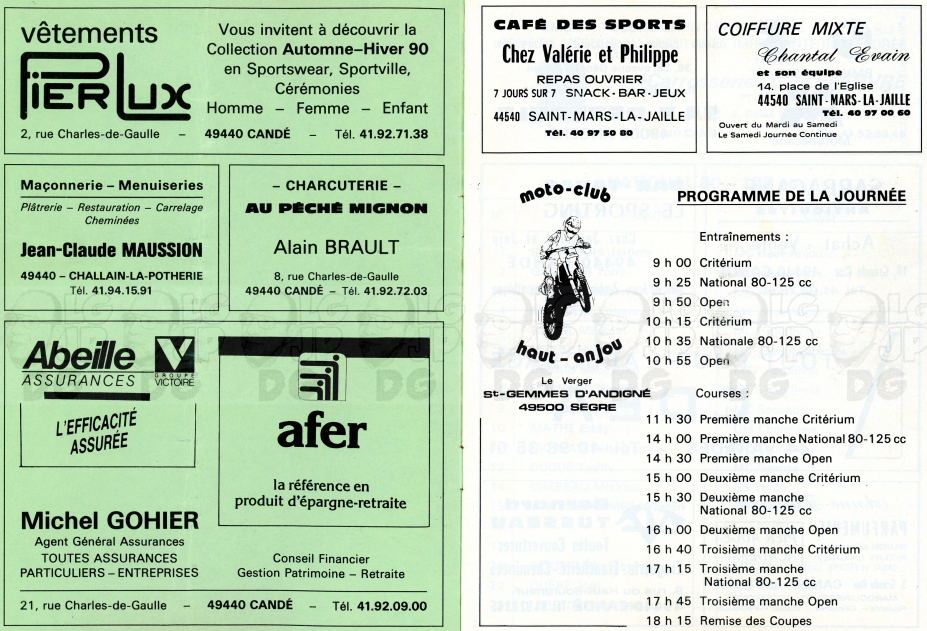 vêtements
PIERLUX
Vous invitent à découvrir la
Collection Automne–Hiver 90
en Sportswear, Sportville,
Cérémonies
Homme – Femme – Enfant
2, rue Charles-de-Gaulle – 49440 CANDÉ – Tél. 41.92.71.38
Maçonnerie – Menuiseries
Plâtrerie - Restauration - Carrelage
Cheminées
Jean-Claude MAUSSION
49440 – CHALLAIN-LA-POTHERIE
Tél. 41.94.15.91
– CHARCUTERIE –
AU PÉCHÉ MIGNON
Alain BRAULT
8, rue Charles-de-Gaulle
49440 CANDÉ – Tél. 41.92.72.03
Abeille
ASSURANCES
GROUPE
VICTOIRE
L'EFFICACITÉ
ASSURÉE
afer
la référence en
produit d'épargne-retraite
Michel GOHIER
Agent Général Assurances
TOUTES ASSURANCES
PARTICULIERS – ENTREPRISES
Conseil Financier
Gestion Patrimoine – Retraite
21, rue Charles-de-Gaulle – 49440 CANDÉ – Tél. 41.92.09.00
CAFÉ DES SPORTS
Chez Valérie et Philippe
REPAS OUVRIER
7 JOURS SUR 7 SNACK-BAR-JEUX
44540 SAINT-MARS-LA-JAILLE
Tél. 40 97 50 80
COIFFURE MIXTE
Chantal Evain
et son équipe
14, place de l'Eglise
44540 SAINT-MARS-LA-JAILLE
Tél. 40 97 00 60
Ouvert du Mardi au Samedi
Le Samedi Journée Continue
moto-club
haut-anjou
Le Verger
St-GEMMES D'ANDIGNÉ
49500 SEGRE
PROGRAMME DE LA JOURNÉE
Entraînements :
9 h 00 Critérium
9 h 25 National 80-125 cc
9 h 50 Open
10 h 15 Critérium
10 h 35 Nationale 80-125 cc
10 h 55 Open
Courses :
11 h 30 Première manche Critérium
14 h 00 Première manche National 80-125 cc
14 h 30 Première manche Open
15 h 00 Deuxième manche Critérium
15 h 30 Deuxième manche
National 80-125 cc
16 h 00 Deuxième manche Open
16 h 40 Troisième manche Critérium
17 h 15 Troisième manche
National 80-125 cc
17 h 45 Troisième manche Open
18 h 15 Remise des Coupes